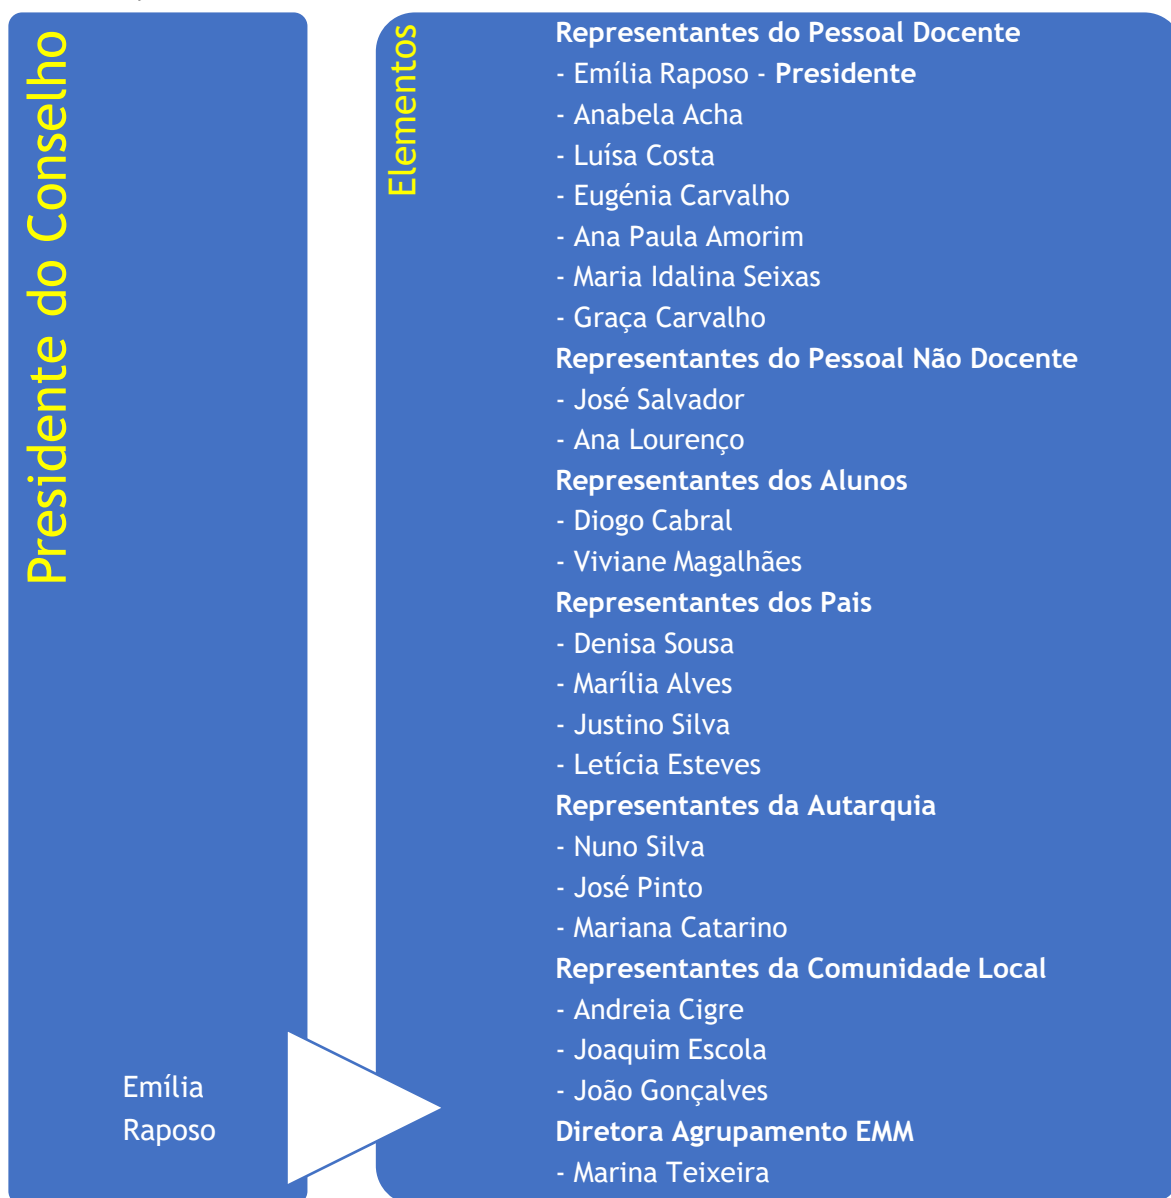 Presidente do Conselho
Emília
Raposo
Elementos
Representantes do Pessoal Docente
- Emília Raposo - Presidente
- Anabela Acha
- Luísa Costa
- Eugénia Carvalho
- Ana Paula Amorim
- Maria Idalina Seixas
- Graça Carvalho
Representantes do Pessoal Não Docente
- José Salvador
- Ana Lourenço
Representantes dos Alunos
- Diogo Cabral
- Viviane Magalhães
Representantes dos Pais
- Denisa Sousa
- Marília Alves
- Justino Silva
- Letícia Esteves
Representantes da Autarquia
- Nuno Silva
- José Pinto
- Mariana Catarino
Representantes da Comunidade Local
- Andreia Cigre
- Joaquim Escola
- João Gonçalves
Diretora Agrupamento EMM
- Marina Teixeira